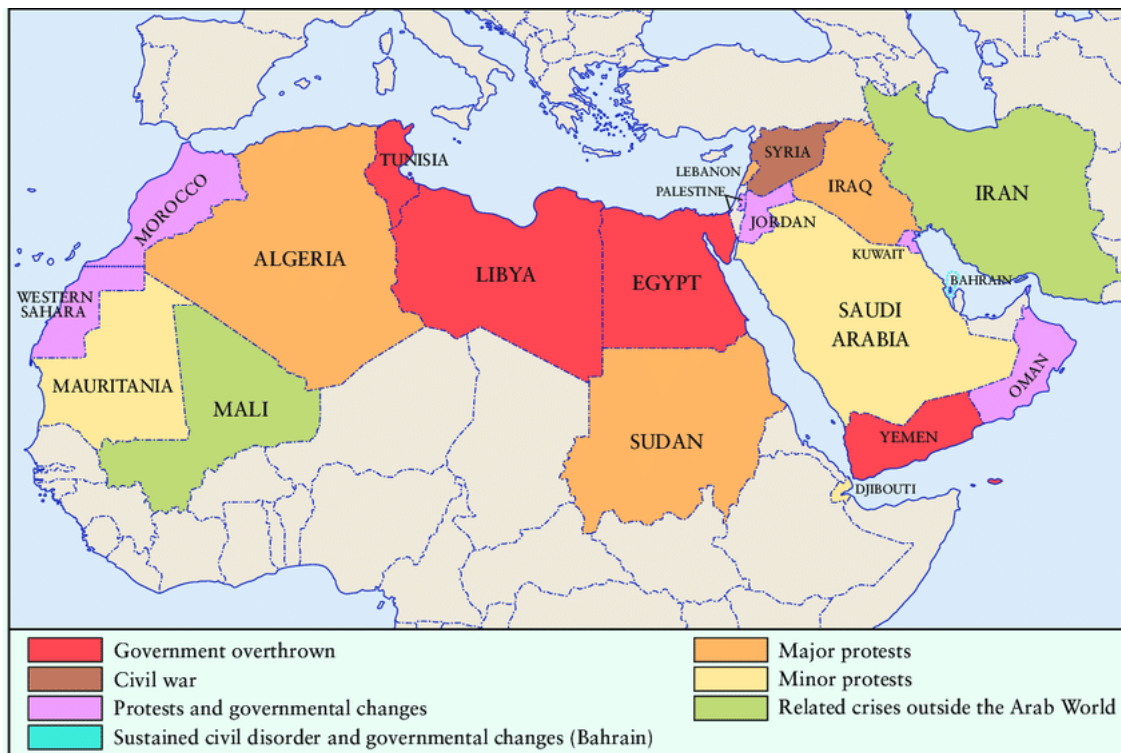 TUNISIA
MOROCCO
LEBANON
SYRIA
PALESTINE
IRAQ
IRAN
JORDAN
ALGERIA
LIBYA
EGYPT
KUWAIT
BAHRAIN
WESTERN
SAHARA
SAUDI
ARABIA
MAURITANIA
MALI
OMAN
SUDAN
YEMEN
DJIBOUTI
Government overthrown
Civil war
Protests and governmental changes
Sustained civil disorder and governmental changes (Bahrain)
Major protests
Minor protests
Related crises outside the Arab World